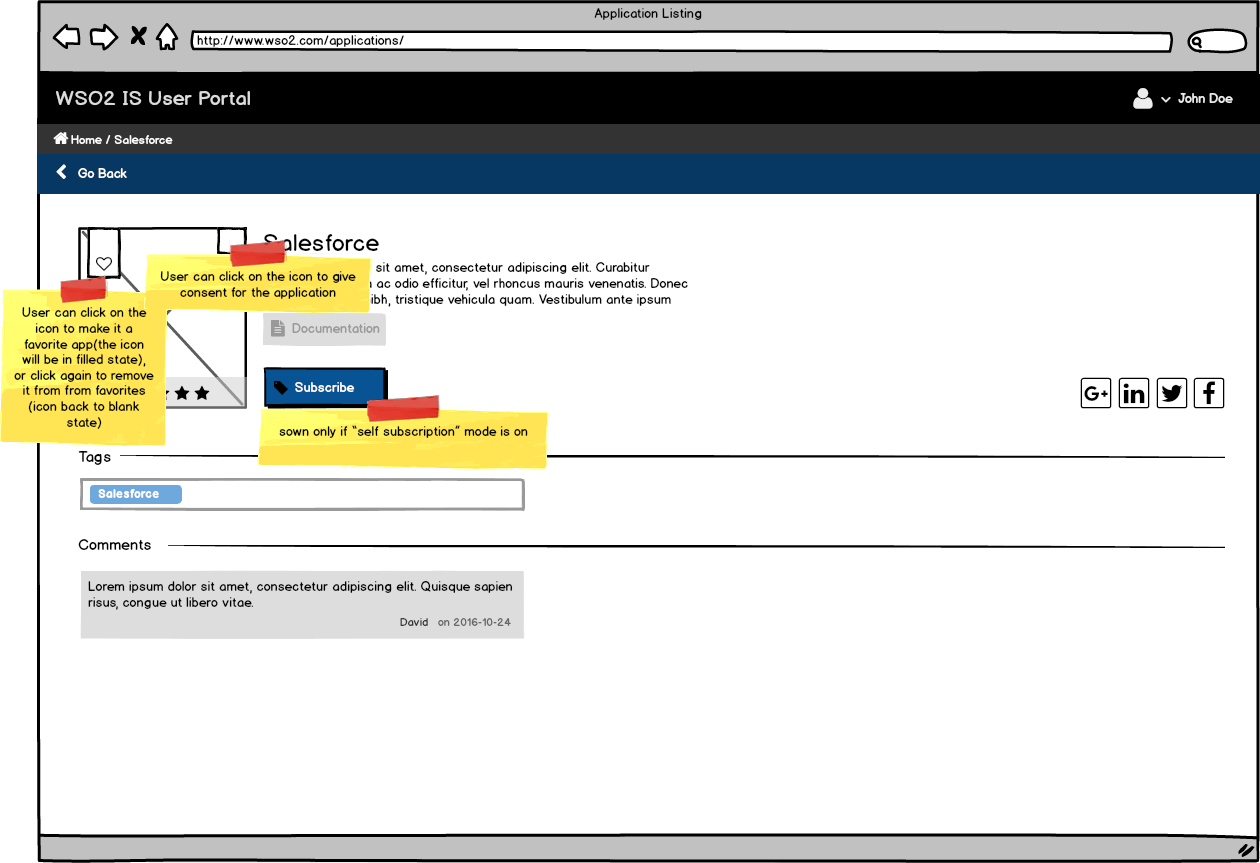 Application Listing
http://www.wso2.com/applications/
WSO2 IS User Portal
John Doe
Home / Salesforce
Go Back
Salesforce
sit amet, consectetur adipiscing elit. Curabitur
ac odio efficitur, vel rhoncus mauris venenatis. Donec
tristique vehicula quam. Vestibulum ante ipsum
User can click on the icon to give
consent for the application
User can click on the
icon to make it a
favorite app(the icon
will be in filled state),
or click again to remove
it from from favorites
(icon back to blank
state)
Documentation
Subscribe
G+ in f
sown only if "self subscription" mode is on
Tags
Salesforce
Comments
Lorem ipsum dolor sit amet, consectetur adipiscing elit. Quisque sapien
risus, congue ut libero vitae.
David on 2016-10-24